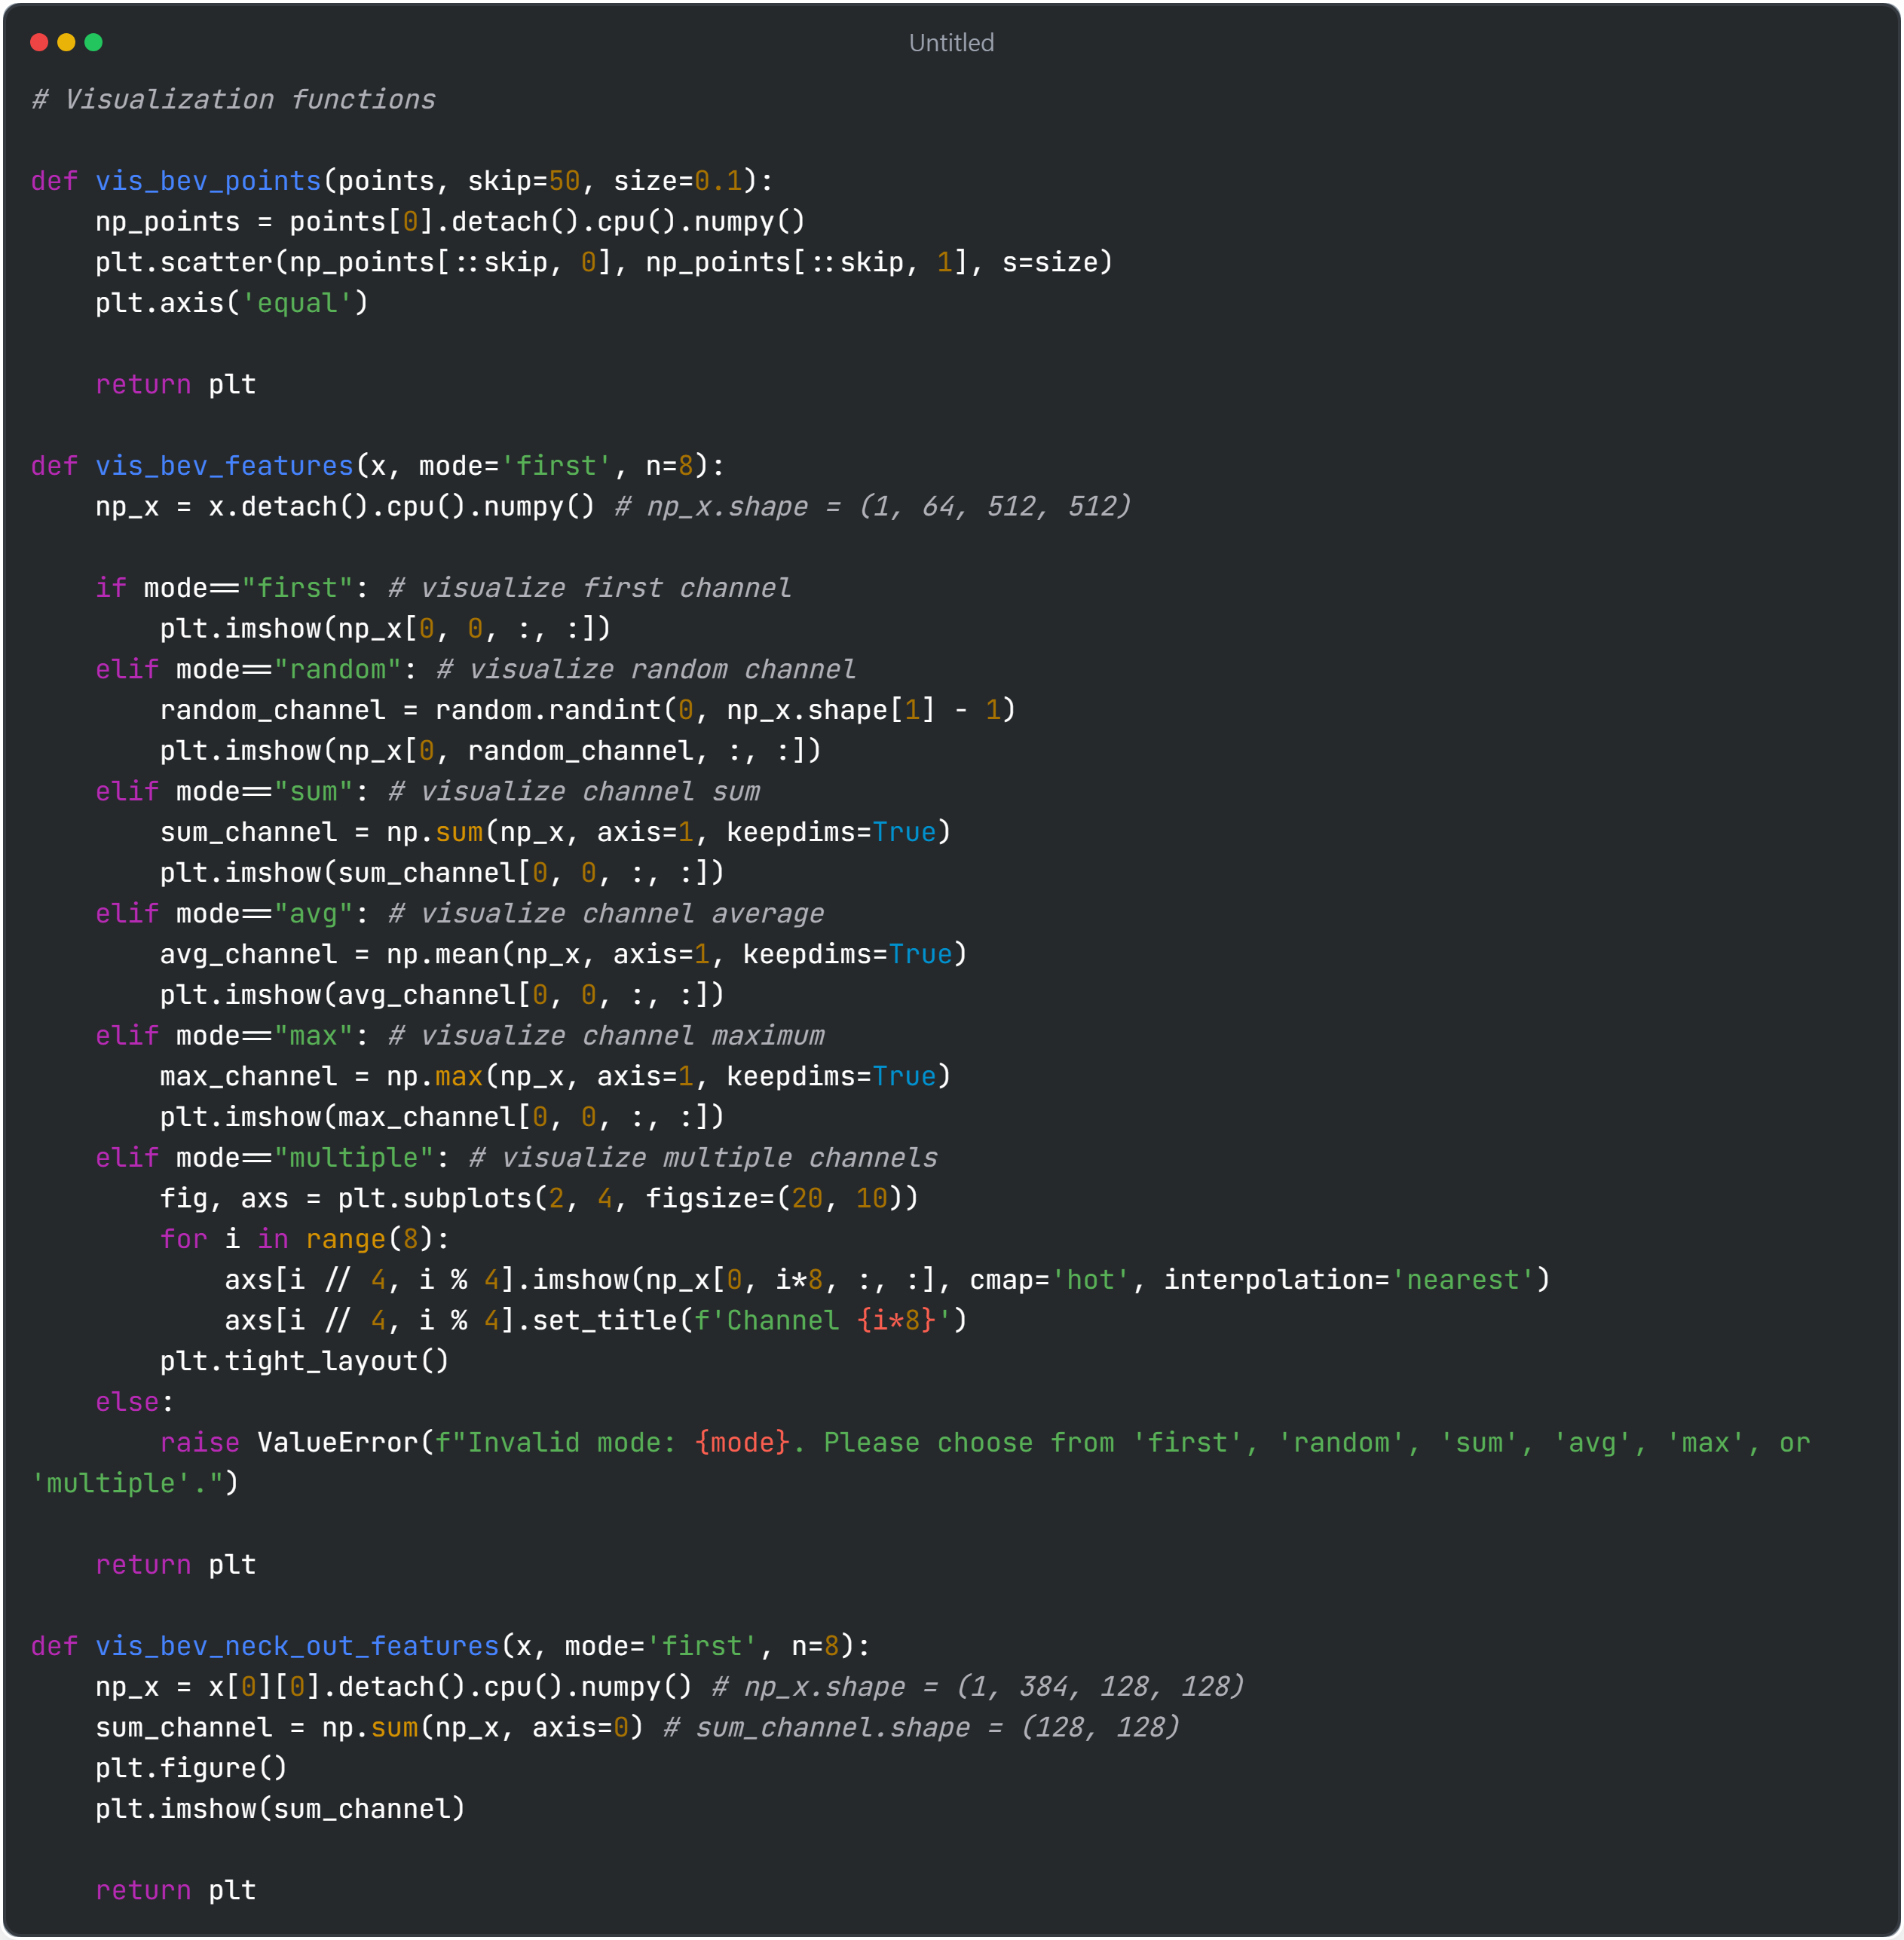 Untitled
# Visualization functions
def vis_bev_points(points, skip=50, size=0.1):
    np_points = points[0].detach().cpu().numpy()
    plt.scatter(np_points[::skip, 0], np_points[::skip, 1], s=size)
    plt.axis('equal')

    return plt

def vis_bev_features(x, mode='first', n=8):
    np_x = x.detach().cpu().numpy() # np_x.shape = (1, 64, 512, 512)

    if mode=="first": # visualize first channel
        plt.imshow(np_x[0, 0, :, :])
    elif mode=="random": # visualize random channel
        random_channel = random.randint(0, np_x.shape[1] - 1)
        plt.imshow(np_x[0, random_channel, :, :])
    elif mode=="sum": # visualize channel sum
        sum_channel = np.sum(np_x, axis=1, keepdims=True)
        plt.imshow(sum_channel[0, 0, :, :])
    elif mode=="avg": # visualize channel average
        avg_channel = np.mean(np_x, axis=1, keepdims=True)
        plt.imshow(avg_channel[0, 0, :, :])
    elif mode=="max": # visualize channel maximum
        max_channel = np.max(np_x, axis=1, keepdims=True)
        plt.imshow(max_channel[0, 0, :, :])
    elif mode=="multiple": # visualize multiple channels
        fig, axs = plt.subplots(2, 4, figsize=(20, 10))
        for i in range(8):
            axs[i // 4, i % 4].imshow(np_x[0, i*8, :, :], cmap='hot', interpolation='nearest')
            axs[i // 4, i % 4].set_title(f'Channel {i*8}')
        plt.tight_layout()
    else:
        raise ValueError(f"Invalid mode: {mode}. Please choose from 'first', 'random', 'sum', 'avg', 'max', or
'multiple'.")

    return plt

def vis_bev_neck_out_features(x, mode='first', n=8):
    np_x = x[0][0].detach().cpu().numpy() # np_x.shape = (1, 384, 128, 128)
    sum_channel = np.sum(np_x, axis=0) # sum_channel.shape = (128, 128)
    plt.figure()
    plt.imshow(sum_channel)

    return plt